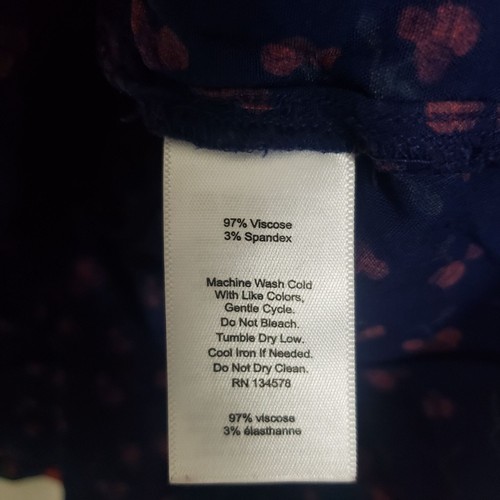 97% Viscose
3% Spandex
Machine Wash Cold
With Like Colors,
Gentle Cycle.
Do Not Bleach.
Tumble Dry Low.
Cool Iron If Needed.
Do Not Dry Clean.
RN 134578
97% viscose
3% élasthanne